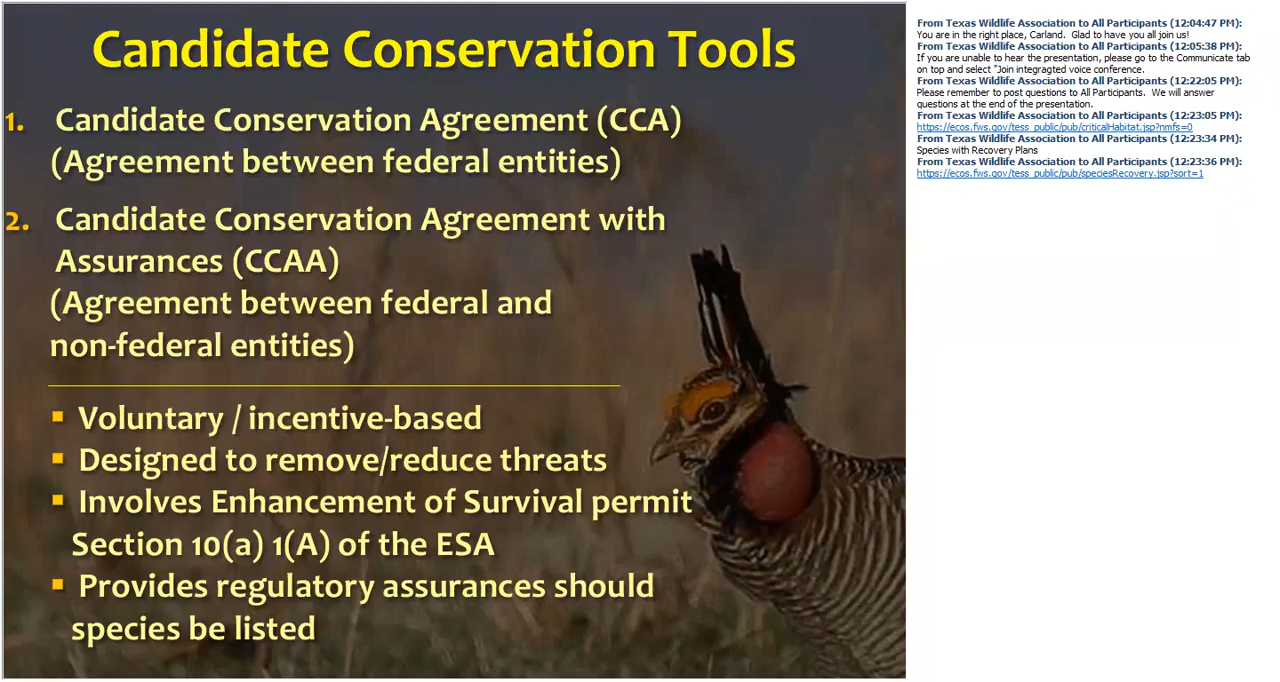 Candidate Conservation Tools
1. Candidate Conservation Agreement (CCA)
(Agreement between federal entities)
2. Candidate Conservation Agreement with
Assurances (CCAA)
(Agreement between federal and
non-federal entities)
▪ Voluntary / incentive-based
▪ Designed to remove/reduce threats
▪ Involves Enhancement of Survival permit
Section 10(a) 1(A) of the ESA
▪ Provides regulatory assurances should
species be listed
From Texas Wildlife Association to All Participants (12:04:47 PM):
You are in the right place, Carland.  Glad to have you all join us!
From Texas Wildlife Association to All Participants (12:05:38 PM):
If you are unable to hear the presentation, please go to the Communicate tab
on top and select "Join integragted voice conference.
From Texas Wildlife Association to All Participants (12:22:05 PM):
Please remember to post questions to All Participants.  We will answer
questions at the end of the presentation.
From Texas Wildlife Association to All Participants (12:23:05 PM):
https://ecos.fws.gov/tess_public/pub/criticalHabitat.jsp?nmfs=0
From Texas Wildlife Association to All Participants (12:23:34 PM):
Species with Recovery Plans
From Texas Wildlife Association to All Participants (12:23:36 PM):
https://ecos.fws.gov/tess_public/pub/speciesRecovery.jsp?sort=1